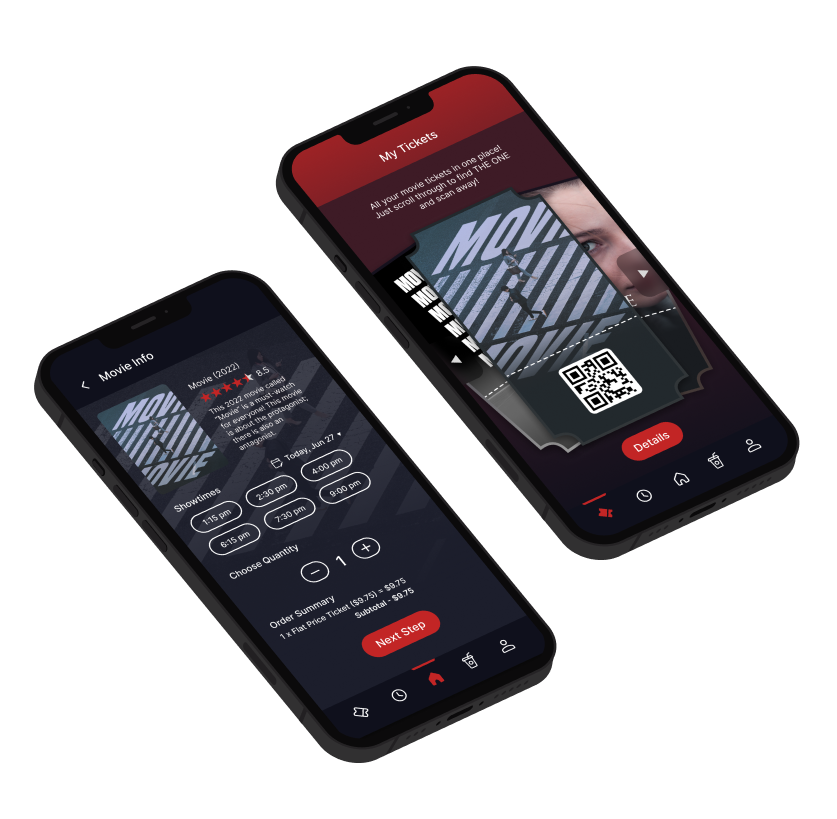 My Tickets
All your movie tickets in one place!
Just scroll through to find THE ONE
and scan away!
MOVI
MOVIE
Details
Movie Info
Movie (2022)
8.5
This 2022 movie called
"Movie" is a must-watch
for everyone! This movie
is about the protagonist;
there is also an
antagonist.
MOVIE
MOVIE
Today, Jun 27
Showtimes
1:15 pm
2:30 pm
4:00 pm
6:15 pm
7:30 pm
9:00 pm
Choose Quantity
1
Order Summary
1 x Flat Price Ticket ($9.75) = $9.75
Subtotal - $9.75
Next Step